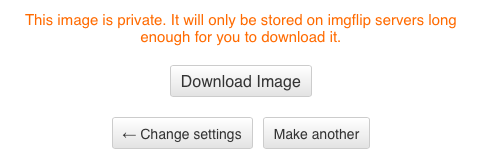 This image is private. It will only be stored on imgflip servers long
enough for you to download it.
Download Image
← Change settings
Make another